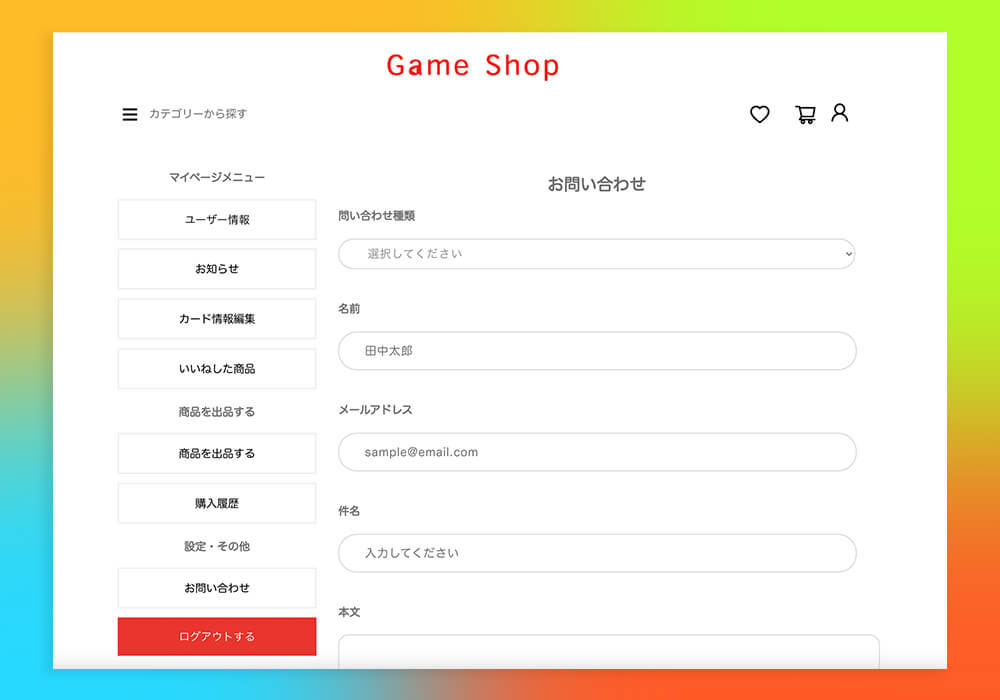 Game Shop
カテゴリーから探す
マイページメニュー
ユーザー情報
お知らせ
カード情報編集
いいねした商品
商品を出品する
商品を出品する
購入履歴
設定・その他
お問い合わせ
ログアウトする
お問い合わせ
問い合わせ種類
選択してください
名前
田中太郎
メールアドレス
sample@email.com
件名
入力してください
本文